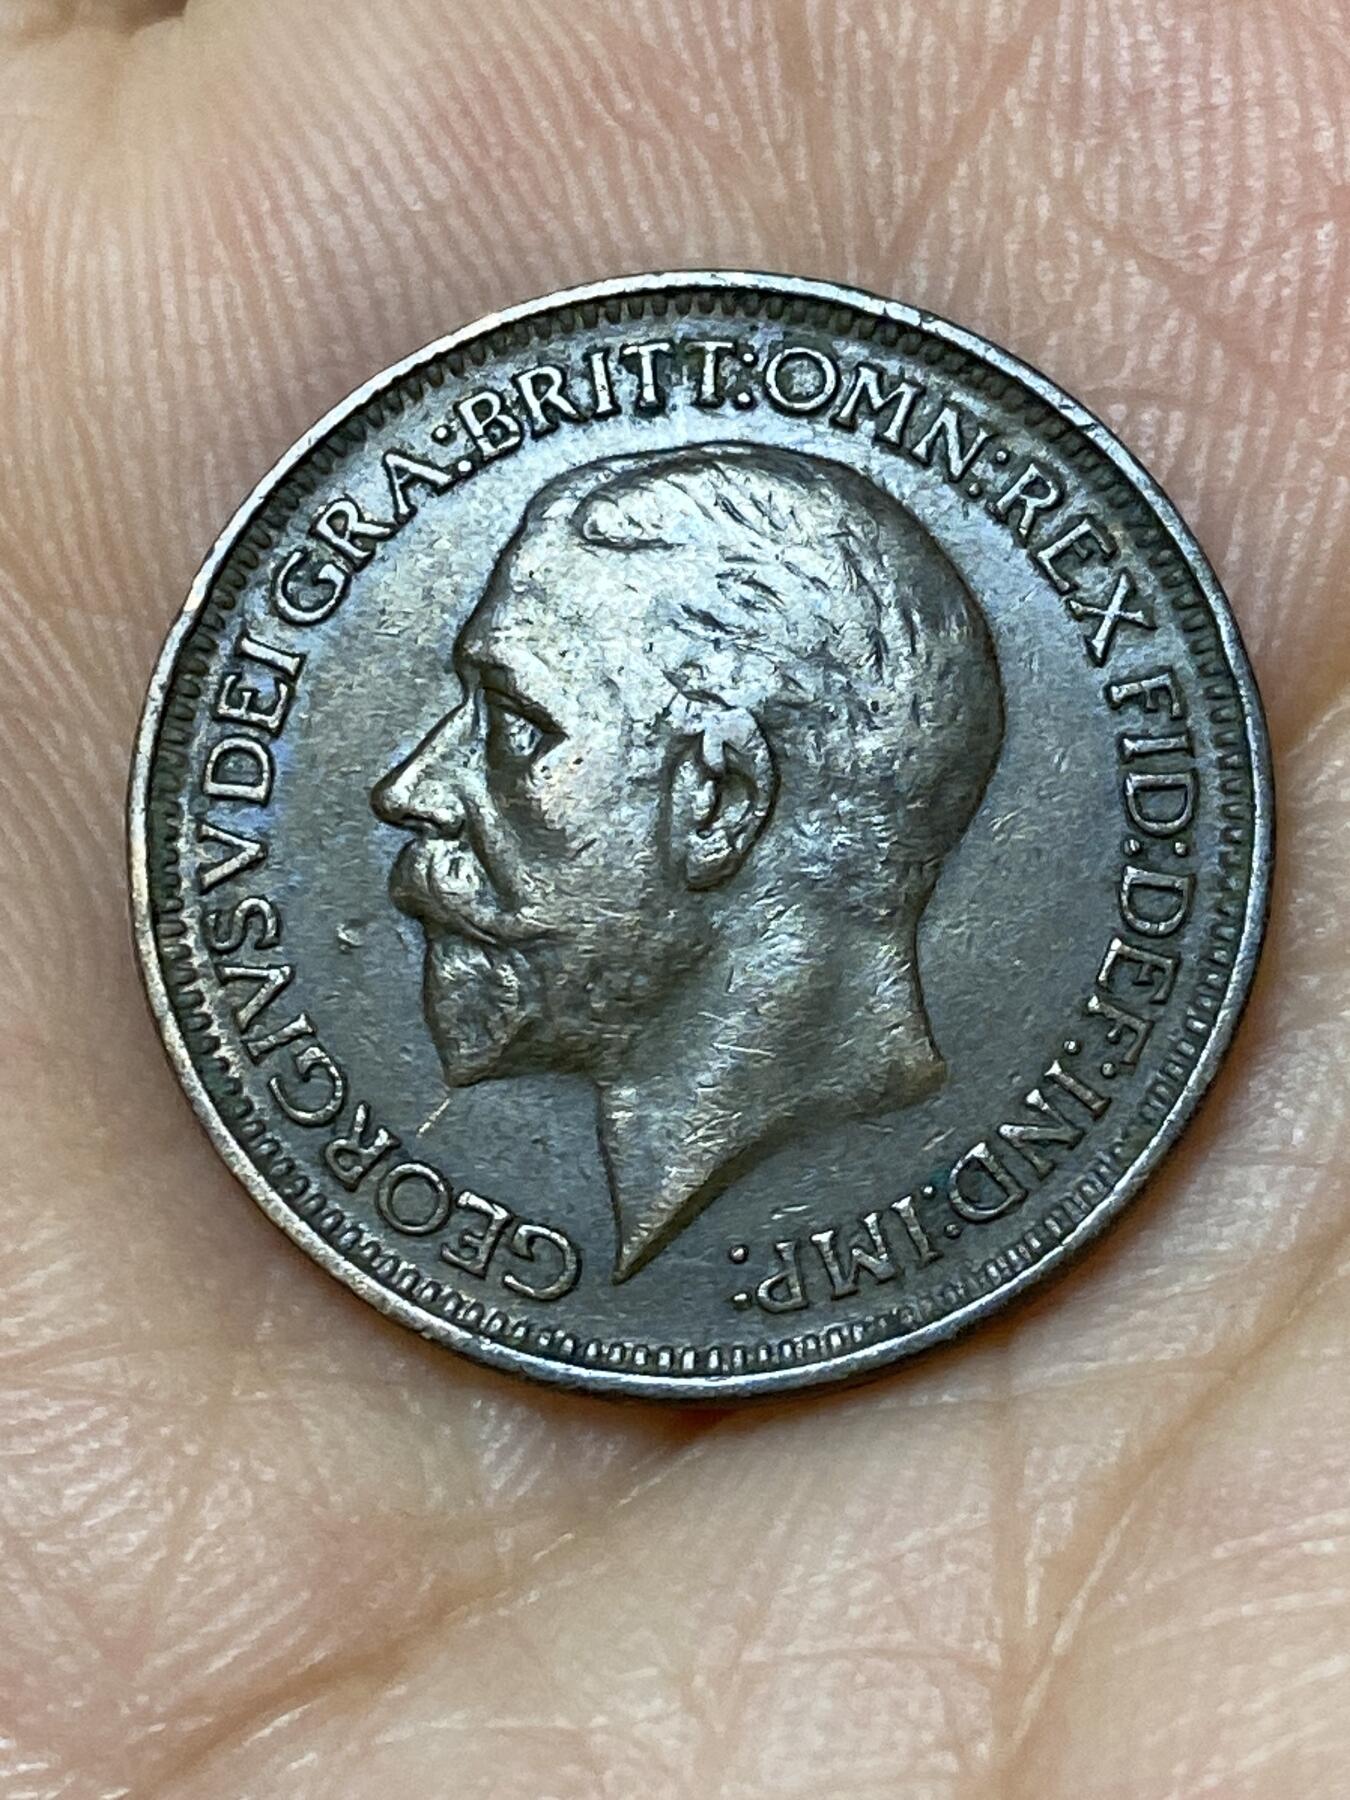 GEORGIVS V DEI GRA: BRITT: OMN: REX FID: DEF: IND: IMP: